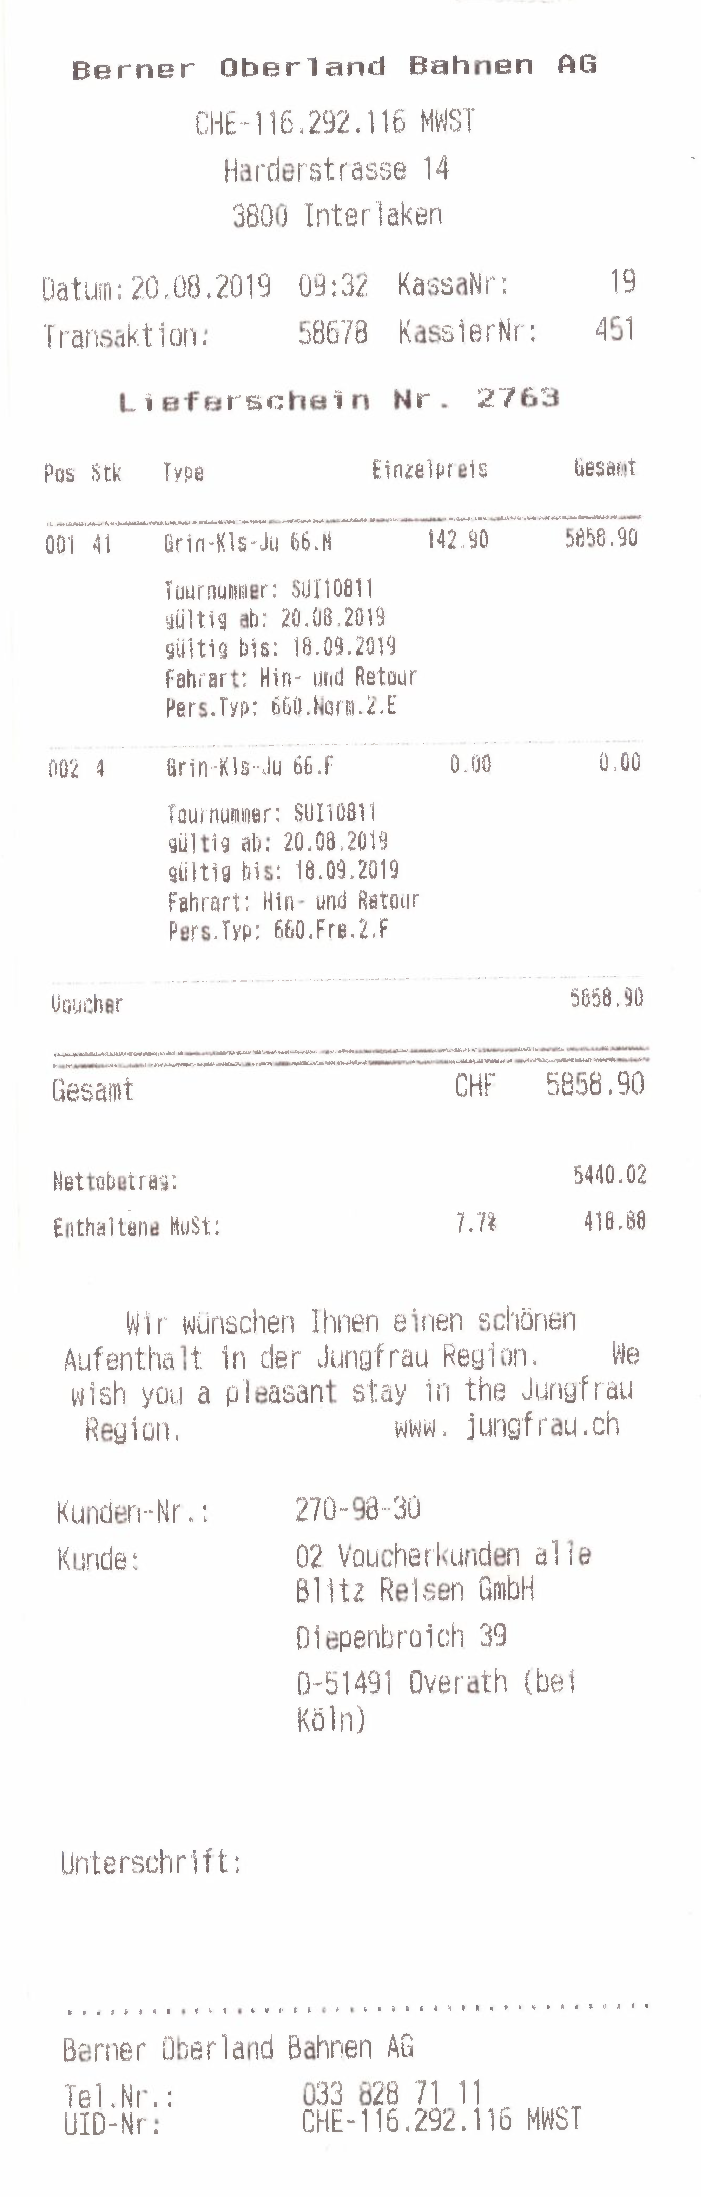 Berner Oberland Bahnen AG
CHE-116.292.116 MWST
Harderstrasse 14
3800 Interlaken
Datum: 20.08.2019 09:32 KassaNr: 19
Transaktion: 58678 KassierNr: 451
Lieferschein Nr. 2763
Pos Stk Type Einzelpreis Gesamt
001 41 Grin-Kls-Ju 66.N 142.90 5858.90
Tournummer: SUI10811
gültig ab: 20.08.2019
gültig bis: 18.09.2019
Fahrart: Hin- und Retour
Pers.Typ: 660.Norm.2.E
002 4 Grin-Kls-Ju 66.F 0.00 0.00
Tournummer: SUI10811
gültig ab: 20.08.2019
gültig bis: 18.09.2019
Fahrart: Hin- und Retour
Pers.Typ: 660.Fre.2.F
Voucher 5858.90
Gesamt CHF 5858.90
Nettobetrag: 5440.02
Enthaltene MwSt: 7.7% 418.88
Wir wünschen Ihnen einen schönen
Aufenthalt in der Jungfrau Region. We
wish you a pleasant stay in the Jungfrau
Region. www. jungfrau.ch
Kunden-Nr.: 270-98-30
Kunde: 02 Voucherkunden alle
Blitz Reisen GmbH
Diepenbroich 39
D-51491 Overath (bei
Köln)
Unterschrift:
Berner Oberland Bahnen AG
Tel.Nr.: 033 828 71 11
UID-Nr: CHE-116.292.116 MWST